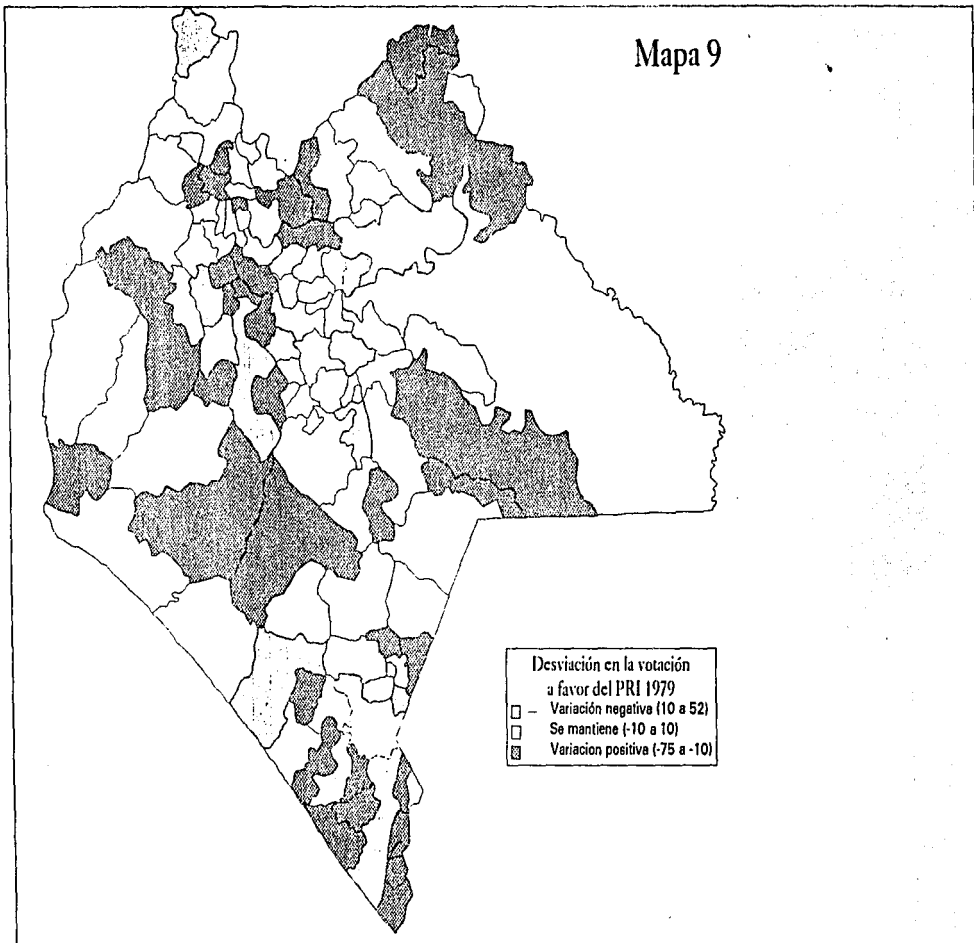 Mapa 9
Desviación en la votación
a favor del PRI 1979
– Variación negativa (10 a 52)
Se mantiene (-10 a 10)
Variacion positiva (-75 a -10)